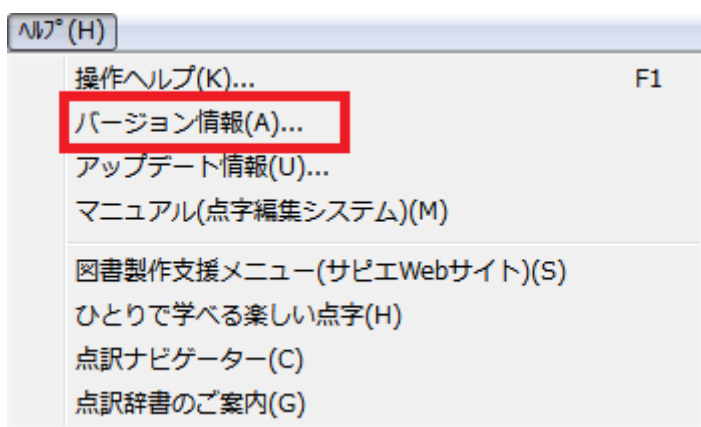 ﾍﾙﾌﾟ(H)
操作ヘルプ(K)... F1
バージョン情報(A)...
アップデート情報(U)...
マニュアル(点字編集システム)(M)
図書製作支援メニュー(サピエWebサイト)(S)
ひとりで学べる楽しい点字(H)
点訳ナビゲーター(C)
点訳辞書のご案内(G)